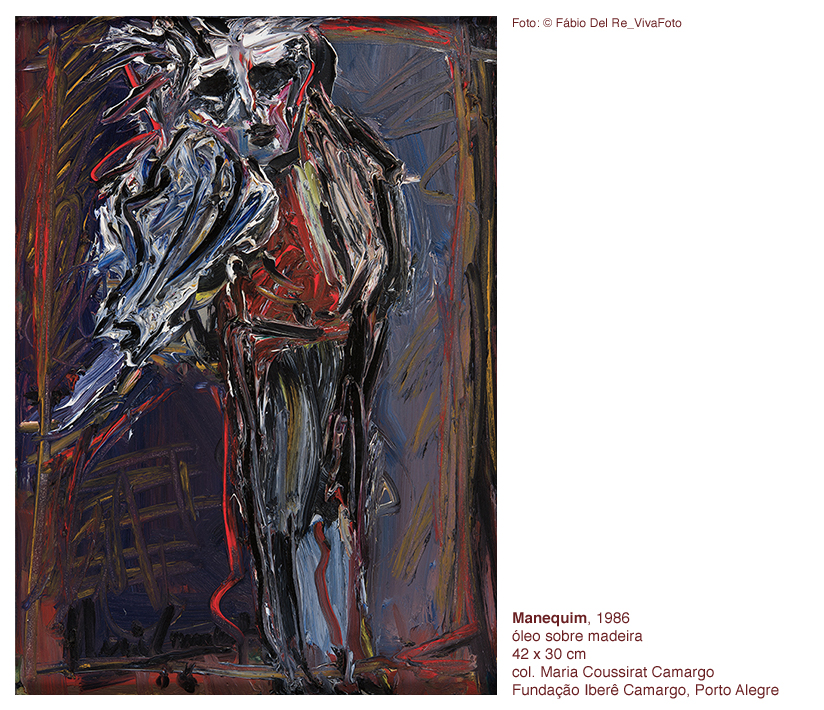 Foto: © Fábio Del Re_VivaFoto
Manequim, 1986
óleo sobre madeira
42 x 30 cm
col. Maria Coussirat Camargo
Fundação Iberê Camargo, Porto Alegre